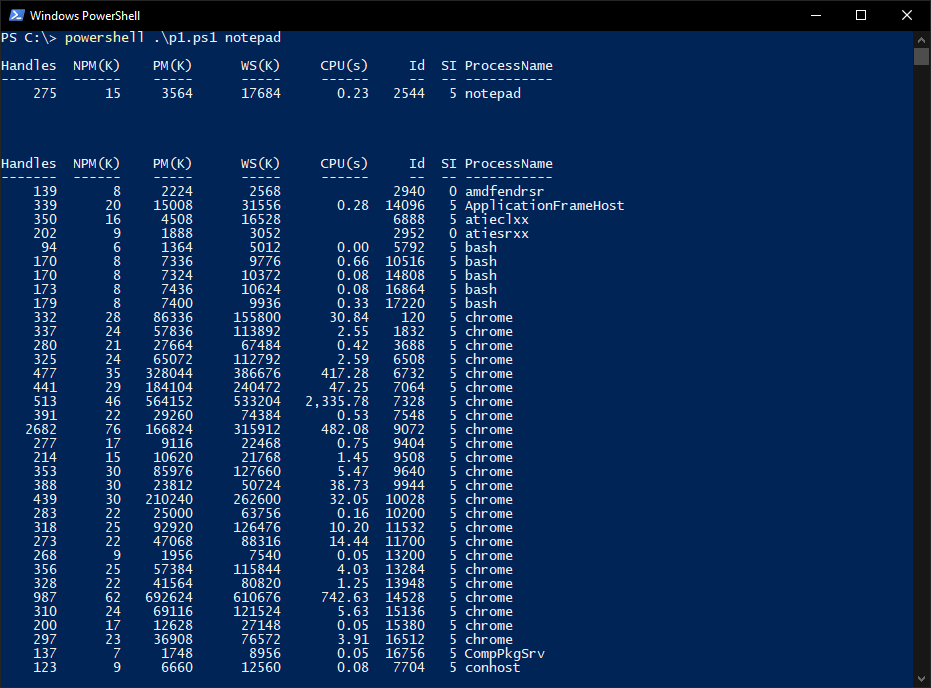 Windows PowerShell
PS C:\> powershell .\p1.ps1 notepad
Handles  NPM(K)    PM(K)      WS(K)     CPU(s)     Id  SI ProcessName
-------  ------    -----      -----     ------     --  -- -----------
    275      15     3564      17684       0.23   2544   5 notepad
Handles  NPM(K)    PM(K)      WS(K)     CPU(s)     Id  SI ProcessName
-------  ------    -----      -----     ------     --  -- -----------
    139       8     2224       2568              2940   0 amdfendrsr
    339      20    15008      31556       0.28  14096   5 ApplicationFrameHost
    350      16     4508      16528              6888   5 atieclxx
    202       9     1888       3052              2952   0 atiesrxx
     94       6     1364       5012       0.00   5792   5 bash
    170       8     7336       9776       0.66  10516   5 bash
    170       8     7324      10372       0.08  14808   5 bash
    173       8     7436      10624       0.08  16864   5 bash
    179       8     7400       9936       0.33  17220   5 bash
    332      28    86336     155800      30.84    120   5 chrome
    337      24    57836     113892       2.55   1832   5 chrome
    280      21    27664      67484       0.42   3688   5 chrome
    325      24    65072     112792       2.59   6508   5 chrome
    477      35   328044     386676     417.28   6732   5 chrome
    441      29   184104     240472      47.25   7064   5 chrome
    513      46   564152     533204   2,335.78   7328   5 chrome
    391      22    29260      74384       0.53   7548   5 chrome
   2682      76   166824     315912     482.08   9072   5 chrome
    277      17     9116      22468       0.75   9404   5 chrome
    214      15    10620      21768       1.45   9508   5 chrome
    353      30    85976     127660       5.47   9640   5 chrome
    388      30    23812      50724      38.73   9944   5 chrome
    439      30   210240     262600      32.05  10028   5 chrome
    283      22    25000      63756       0.16  10200   5 chrome
    318      25    92920     126476      10.20  11532   5 chrome
    273      22    47068      88316      14.44  11700   5 chrome
    268       9     1956       7540       0.05  13200   5 chrome
    356      25    57384     115844       4.03  13284   5 chrome
    328      22    41564      80820       1.25  13948   5 chrome
    987      62   692624     610676     742.63  14528   5 chrome
    310      24    69116     121524       5.63  15136   5 chrome
    200      17    12628      27148       0.05  15380   5 chrome
    297      23    36908      76572       3.91  16512   5 chrome
    137       7     1748       8956       0.05  16756   5 CompPkgSrv
    123       9     6660      12560       0.08   7704   5 conhost